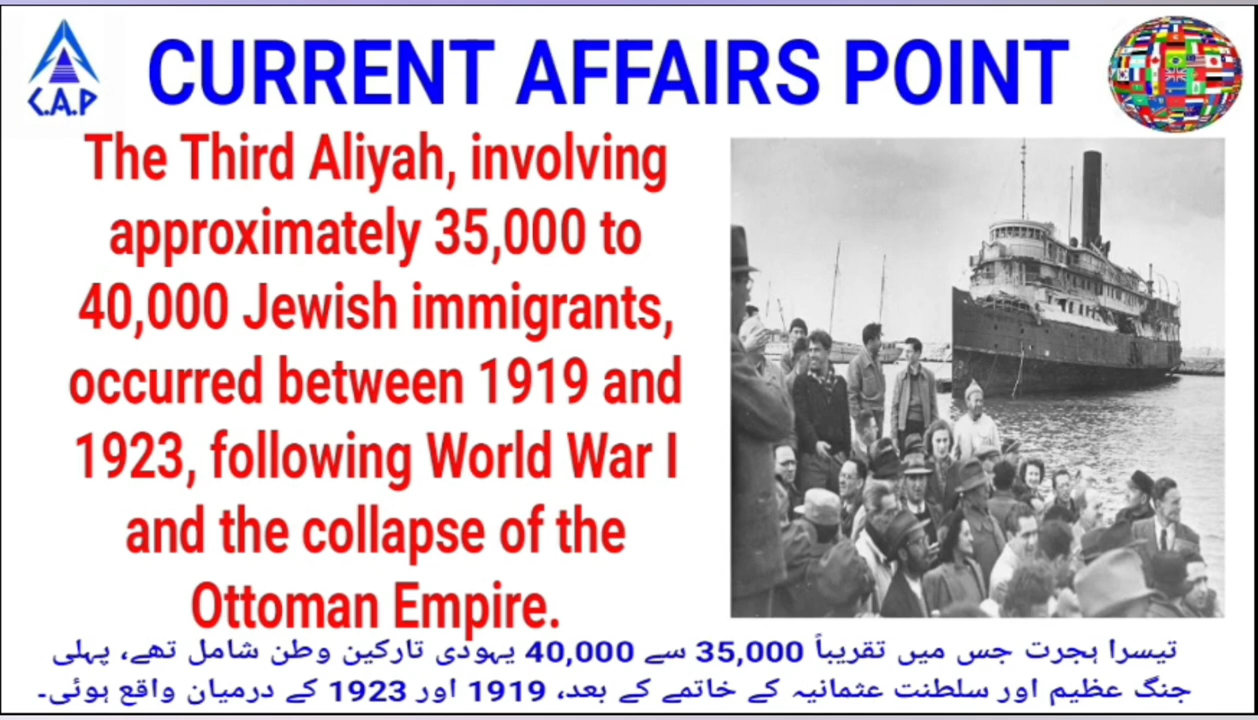 C.A.P
CURRENT AFFAIRS POINT
The Third Aliyah, involving
approximately 35,000 to
40,000 Jewish immigrants,
occurred between 1919 and
1923, following World War I
and the collapse of the
Ottoman Empire.
تیسرا ہجرت جس میں تقریباً 35,000 سے 40,000 یہودی تارکین وطن شامل تھے، پہلی
جنگ عظیم اور سلطنت عثمانیہ کے خاتمے کے بعد، 1919 اور 1923 کے درمیان واقع ہوئی۔